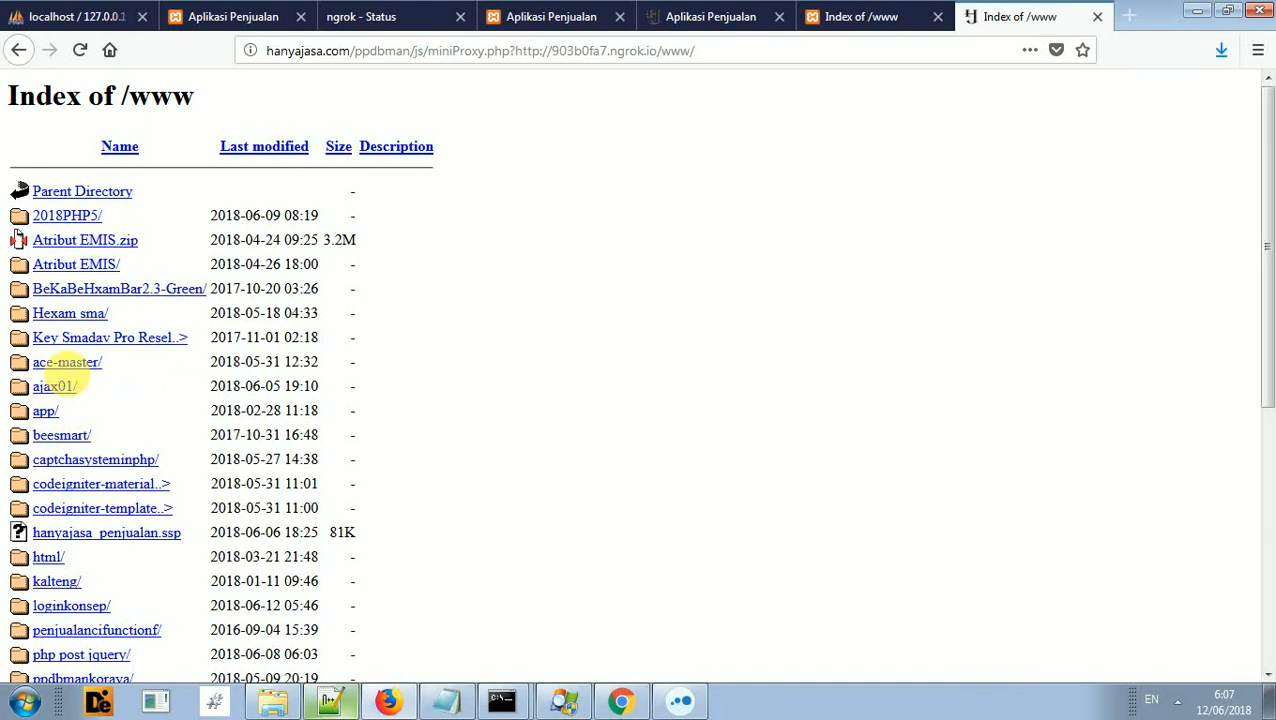 localhost / 127.0.0.1
Aplikasi Penjualan
ngrok - Status
Aplikasi Penjualan
Aplikasi Penjualan
Index of /www
Index of /www
hanyajasa.com/ppdbman/js/miniProxy.php?http://903b0fa7.ngrok.io/www/
Index of /www
Name Last modified Size Description
Parent Directory -
2018PHP5/ 2018-06-09 08:19 -
Atribut EMIS.zip 2018-04-24 09:25 3.2M
Atribut EMIS/ 2018-04-26 18:00 -
BeKaBeHxamBar2.3-Green/ 2017-10-20 03:26 -
Hexam sma/ 2018-05-18 04:33 -
Key Smadav Pro Resel..> 2017-11-01 02:18 -
ace-master/ 2018-05-31 12:32 -
ajax01/ 2018-06-05 19:10 -
app/ 2018-02-28 11:18 -
beesmart/ 2017-10-31 16:48 -
captchasysteminphp/ 2018-05-27 14:38 -
codeigniter-material..> 2018-05-31 11:01 -
codeigniter-template..> 2018-05-31 11:00 -
hanyajasa_penjualan.ssp 2018-06-06 18:25 81K
html/ 2018-03-21 21:48 -
kalteng/ 2018-01-11 09:46 -
loginkonsep/ 2018-06-12 05:46 -
penjualancifunctionf/ 2016-09-04 15:39 -
php post jquery/ 2018-06-08 06:03 -
ppdbmankoraya/ 2018-05-09 20:19 -
De
EN
6:07
12/06/2018